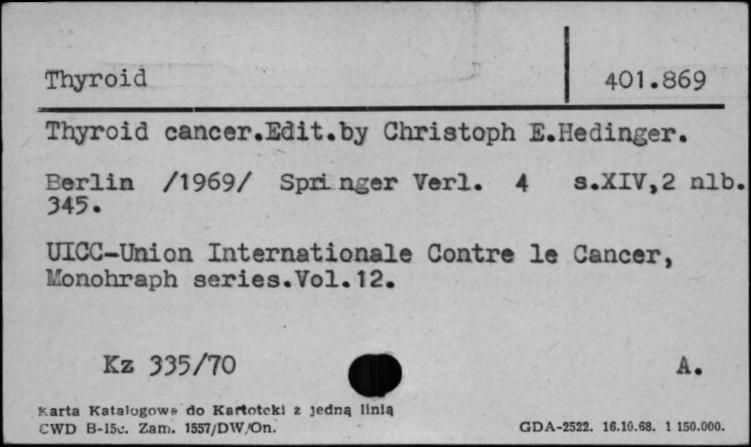 Thyroid 401.869
Thyroid cancer.Edit.by Christoph E.Hedinger.
Berlin /1969/ Springer Verl. 4 s.XIV,2 nlb.
345.
UICC-Union Internationale Contre le Cancer,
Monohraph series.Vol.12.
Kz 335/70 A.
Karta Katalogowa do Kartoteki z jedną linią
CWD B-15c. Zam. 1557/DW/On. GDA-2522. 16.10.68. 1 150.000.